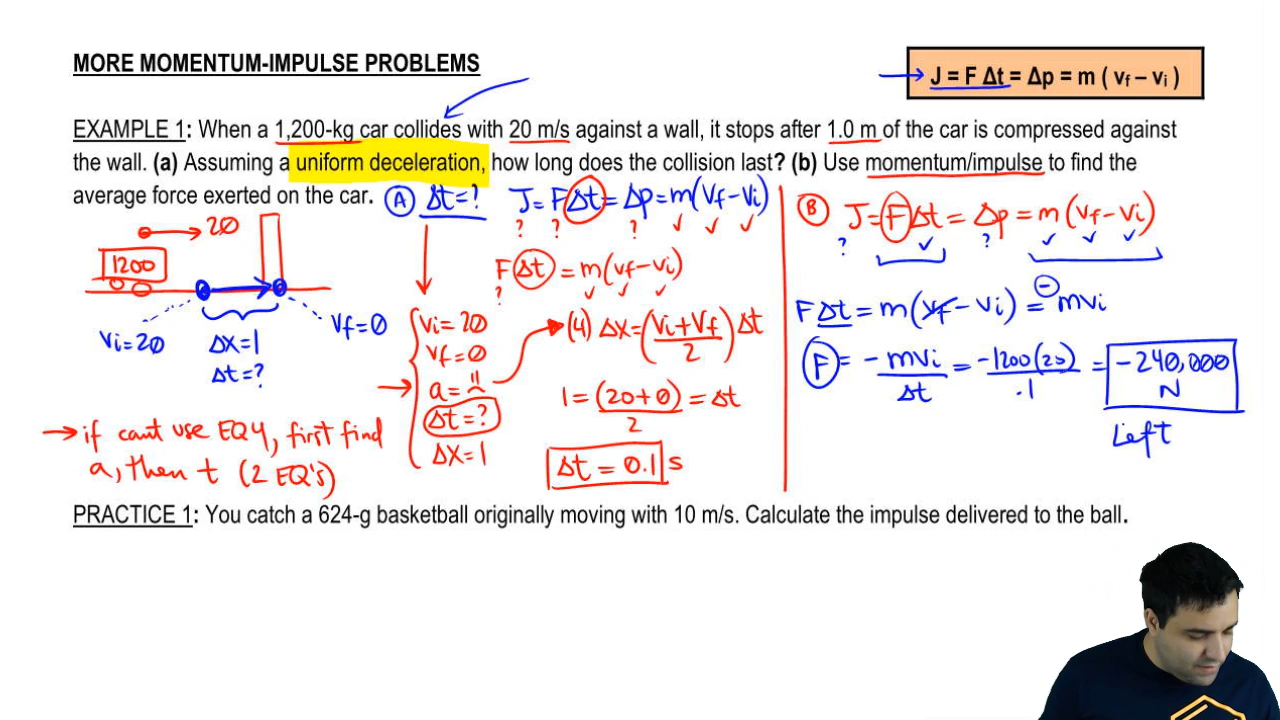 MORE MOMENTUM-IMPULSE PROBLEMS
J = F Δt = Δp = m ( vf – vi )
EXAMPLE 1: When a 1,200-kg car collides with 20 m/s against a wall, it stops after 1.0 m of the car is compressed against
the wall. (a) Assuming a uniform deceleration, how long does the collision last? (b) Use momentum/impulse to find the
average force exerted on the car.
A Δt=?
J=FΔt=Δp=m(Vf-Vi)
? ? ?
FΔt=m(Vf-Vi)
?
20
1200
Vi=20
Vf=0
Δx=1
Δt=?
Vi=20
Vf=0
a=
Δt=?
Δx=1
(4) Δx=(Vi+Vf/2)Δt
1=(20+0)/2=Δt
Δt=0.1 s
→if cant use EQ4, first find
a, then t (2 EQ's)
B J=FΔt=Δp=m(Vf-Vi)
? ?
FΔt=m(Vf-Vi)=-mVi
F=-mVi/Δt=-1200(20)/.1=-240,000
N
Left
PRACTICE 1: You catch a 624-g basketball originally moving with 10 m/s. Calculate the impulse delivered to the ball.